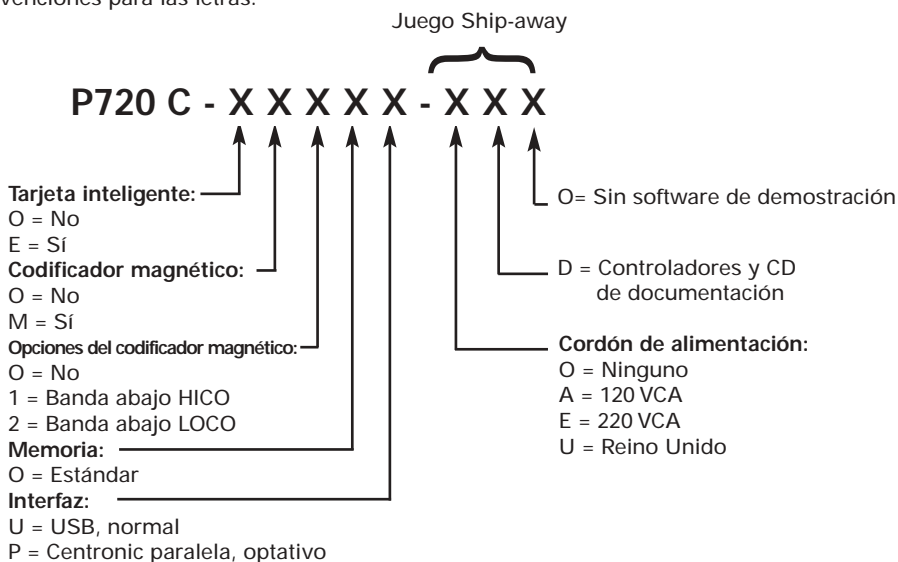 venciones para las letras.
Juego Ship-away
P720 C - X X X X X - X X X
Tarjeta inteligente:
O = No
E = Sí
Codificador magnético:
O = No
M = Sí
Opciones del codificador magnético:
O = No
1 = Banda abajo HICO
2 = Banda abajo LOCO
Memoria:
O = Estándar
Interfaz:
U = USB, normal
P = Centronic paralela, optativo
O= Sin software de demostración
D = Controladores y CD
de documentación
Cordón de alimentación:
O = Ninguno
A = 120 VCA
E = 220 VCA
U = Reino Unido